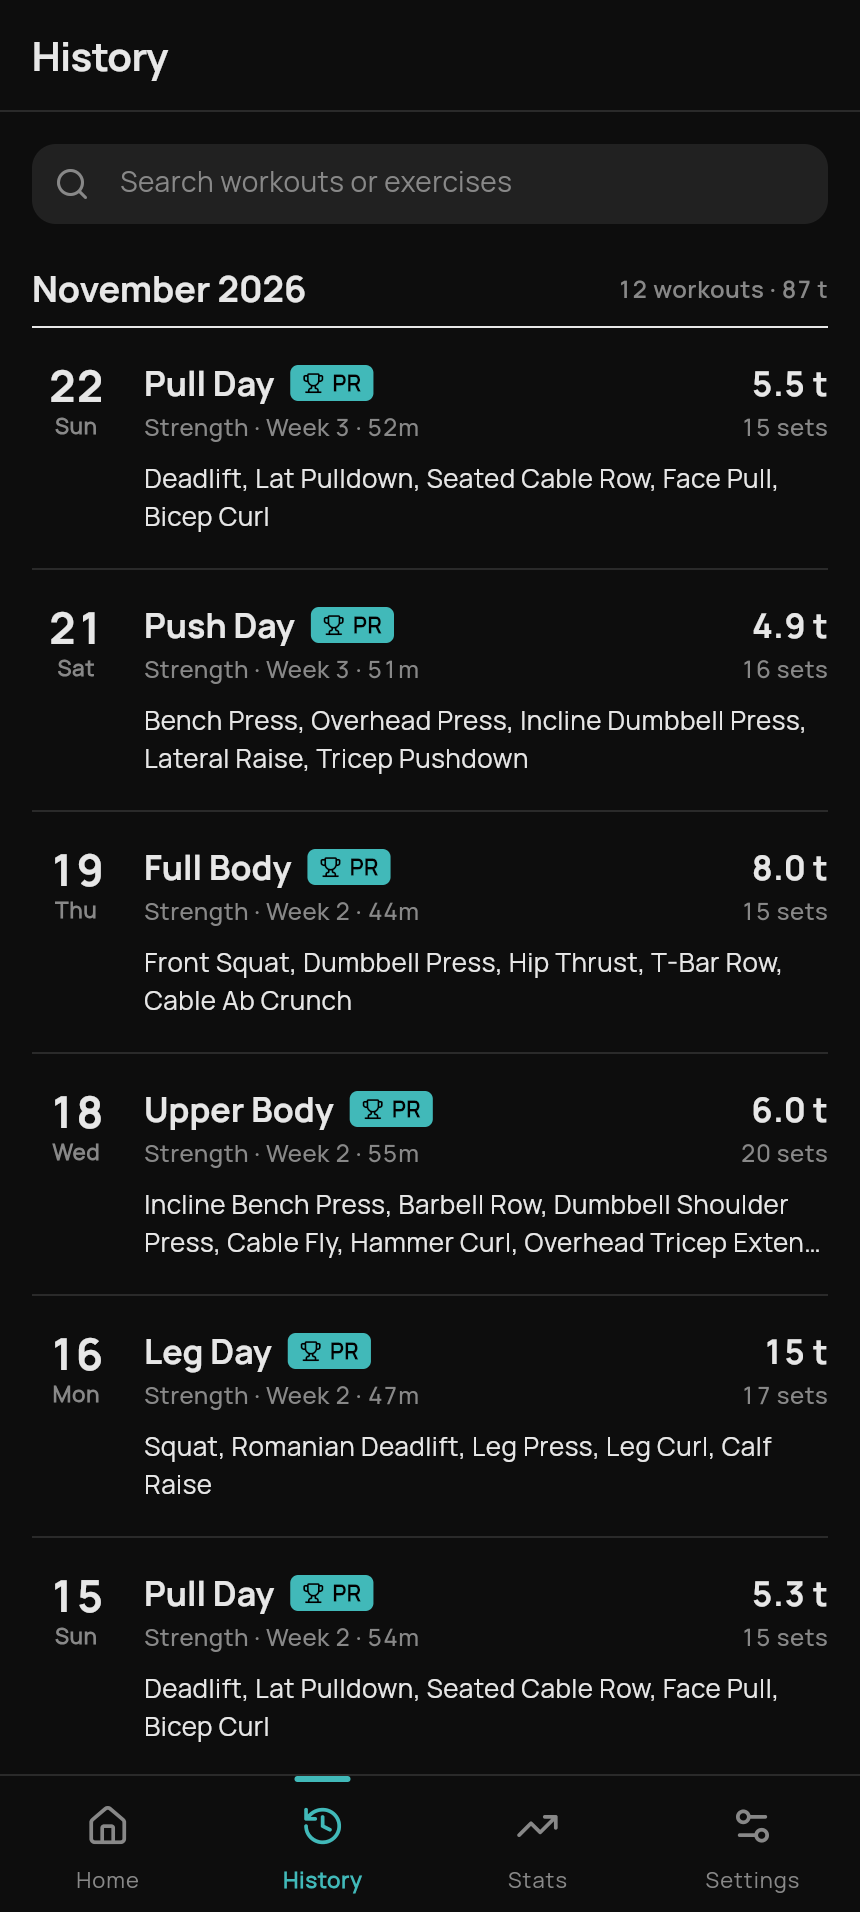 History
Search workouts or exercises
November 2026
12 workouts · 87 t
22
Sun
Pull Day
PR
5.5 t
Strength · Week 3 · 52m
15 sets
Deadlift, Lat Pulldown, Seated Cable Row, Face Pull,
Bicep Curl
21
Sat
Push Day
PR
4.9 t
Strength · Week 3 · 51m
16 sets
Bench Press, Overhead Press, Incline Dumbbell Press,
Lateral Raise, Tricep Pushdown
19
Thu
Full Body
PR
8.0 t
Strength · Week 2 · 44m
15 sets
Front Squat, Dumbbell Press, Hip Thrust, T-Bar Row,
Cable Ab Crunch
18
Wed
Upper Body
PR
6.0 t
Strength · Week 2 · 55m
20 sets
Incline Bench Press, Barbell Row, Dumbbell Shoulder
Press, Cable Fly, Hammer Curl, Overhead Tricep Exten...
16
Mon
Leg Day
PR
15 t
Strength · Week 2 · 47m
17 sets
Squat, Romanian Deadlift, Leg Press, Leg Curl, Calf
Raise
15
Sun
Pull Day
PR
5.3 t
Strength · Week 2 · 54m
15 sets
Deadlift, Lat Pulldown, Seated Cable Row, Face Pull,
Bicep Curl
Home
History
Stats
Settings